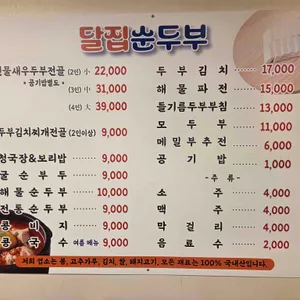 달집순두부
해물새우두부전골 (2인) 小 22,000
*공기밥별도* (3인) 中 31,000
(4인) 大 39,000
두부김치찌개전골 (2인이상) 9,000
청국장&보리밥 9,000
굴순두부 9,000
해물순두부 10,000
전통순두부 9,000
콩비지 9,000
콩국수 여름 메뉴 9,000
두부김치 17,000
해물파전 15,000
들기름두부부침 13,000
모두부 11,000
메밀부추전 6,000
공기밥 1,000
- 주류 -
소주 4,000
맥주 4,000
막걸리 4,000
음료수 2,000
저희 업소는 콩, 고추가루, 김치, 쌀, 돼지고기, 모든 재료는 100% 국내산입니다.